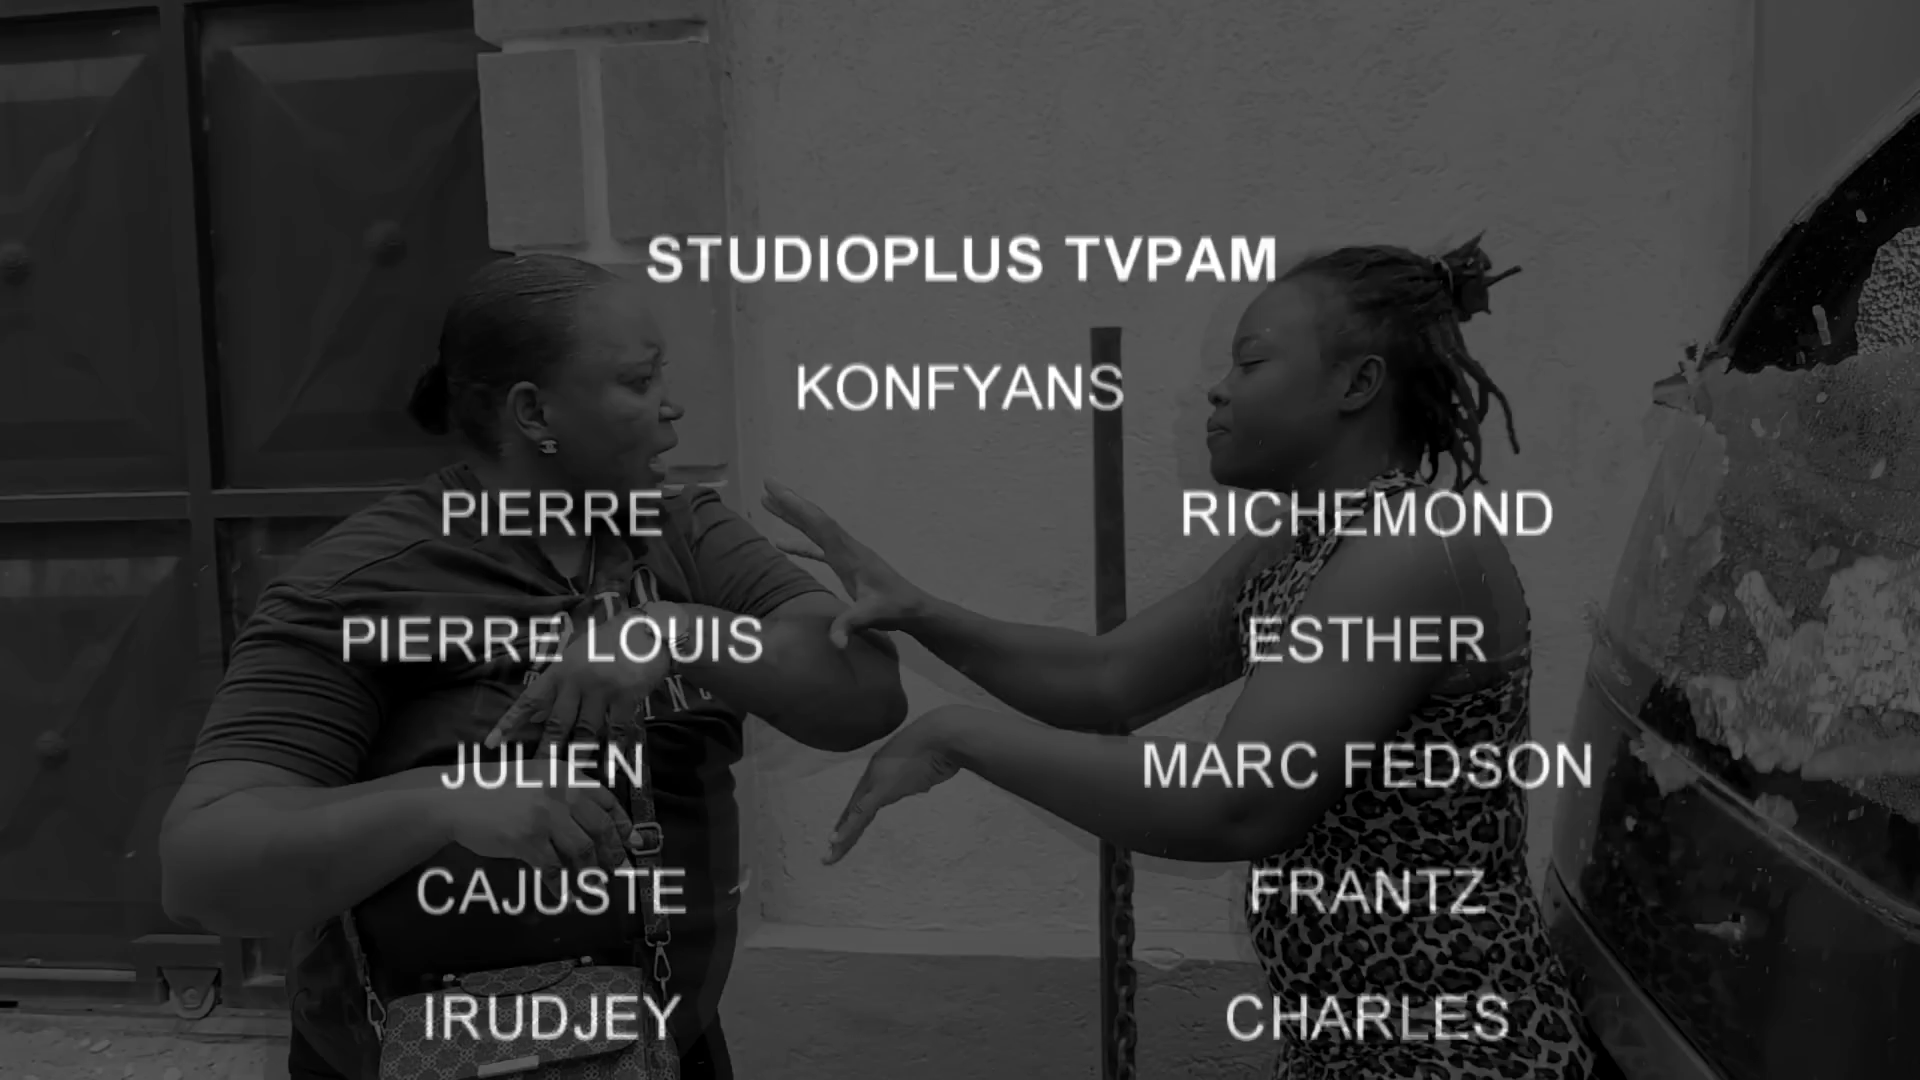 STUDIOPLUS TVPAM
KONFYANS
PIERRE RICHEMOND
PIERRE LOUIS ESTHER
JULIEN MARC FEDSON
CAJUSTE FRANTZ
IRUDJEY CHARLES